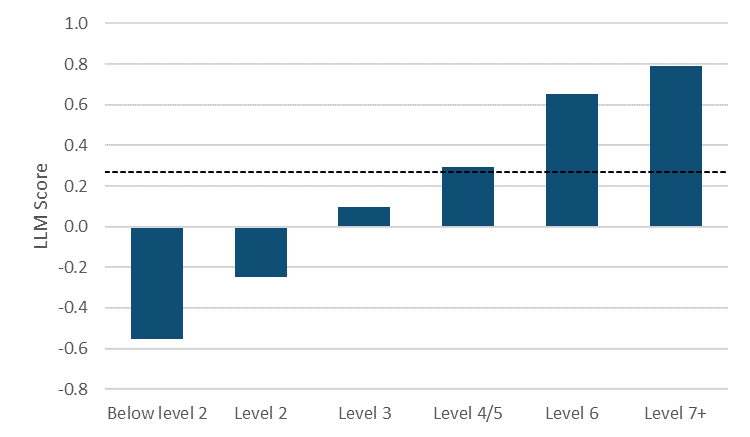 1.0
0.8
0.6
0.4
0.2
0.0
-0.2
-0.4
-0.6
-0.8
LLM Score
Below level 2
Level 2
Level 3
Level 4/5
Level 6
Level 7+